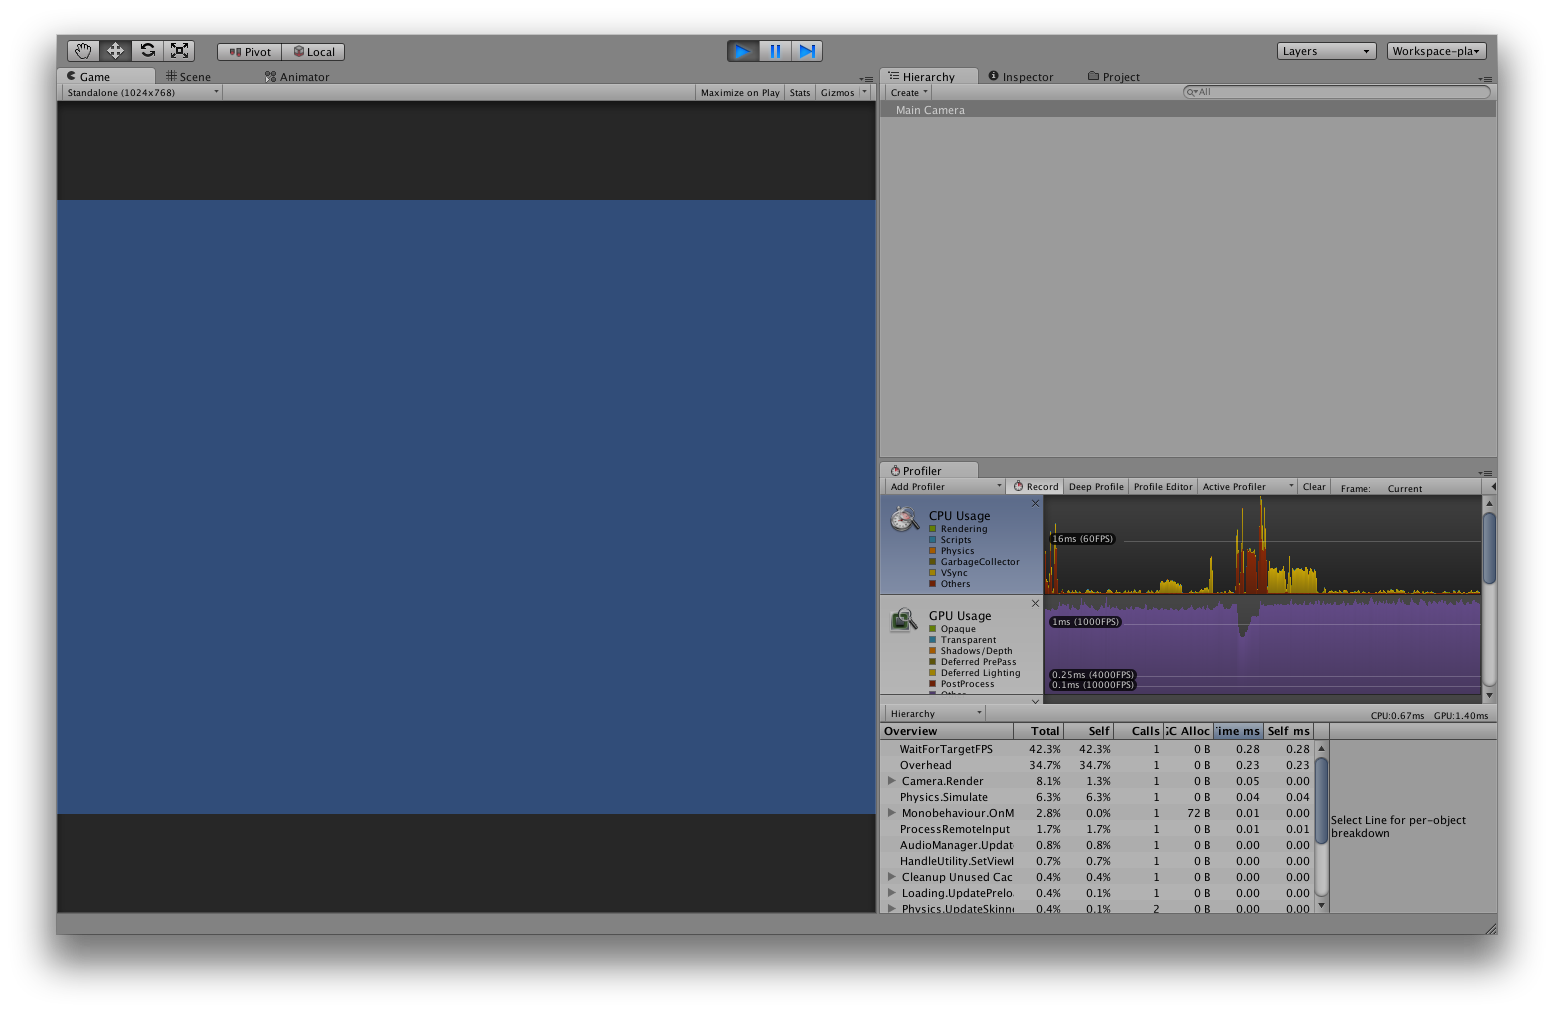 Pivot Local Layers Workspace-pla
Game Scene Animator
Standalone (1024x768) Maximize on Play Stats Gizmos
Hierarchy Inspector Project
Create All
Main Camera
Profiler
Add Profiler Record Deep Profile Profile Editor Active Profiler Clear Frame: Current
CPU Usage
Rendering
Scripts
Physics
GarbageCollector
VSync
Others
16ms (60FPS)
GPU Usage
Opaque
Transparent
Shadows/Depth
Deferred PrePass
Deferred Lighting
PostProcess
Other
1ms (1000FPS)
0.25ms (4000FPS)
0.1ms (10000FPS)
Hierarchy CPU:0.67ms GPU:1.40ms
Overview Total Self Calls GC Alloc Time ms Self ms
WaitForTargetFPS 42.3% 42.3% 1 0 B 0.28 0.28
Overhead 34.7% 34.7% 1 0 B 0.23 0.23
Camera.Render 8.1% 1.3% 1 0 B 0.05 0.00
Physics.Simulate 6.3% 6.3% 1 0 B 0.04 0.04
Monobehaviour.OnM 2.8% 0.0% 1 72 B 0.01 0.00
ProcessRemoteInput 1.7% 1.7% 1 0 B 0.01 0.01
AudioManager.Updat 0.8% 0.8% 1 0 B 0.00 0.00
HandleUtility.SetViewI 0.7% 0.7% 1 0 B 0.00 0.00
Cleanup Unused Cac 0.4% 0.4% 1 0 B 0.00 0.00
Loading.UpdatePrelo 0.4% 0.1% 1 0 B 0.00 0.00
Physics.UpdateSkinn 0.4% 0.1% 2 0 B 0.00 0.00
Select Line for per-object
breakdown